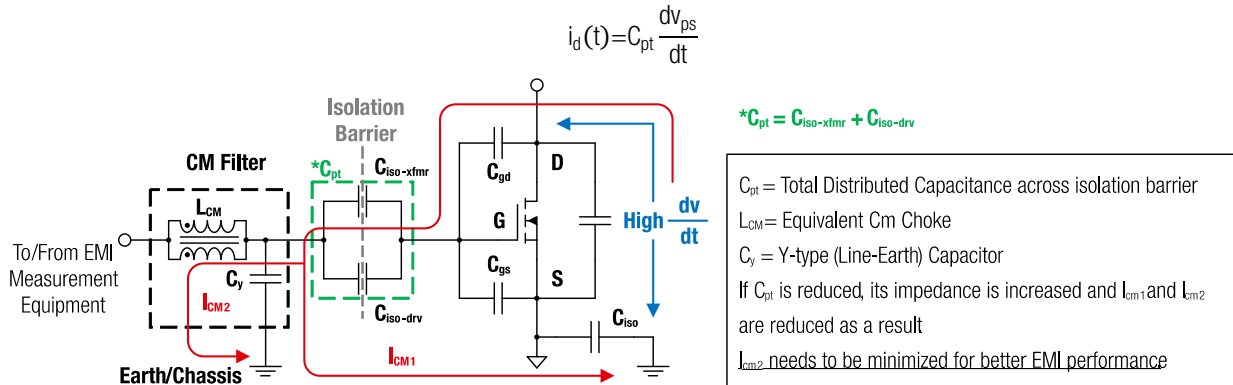 i_d(t)=C_pt dv_ps
dt
Isolation
Barrier
*C_pt = C_iso-xfmr + C_iso-drv
CM Filter
*C_pt
C_iso-xfmr
C_gd
D
L_CM
G
High dv
dt
To/From EMI
Measurement
Equipment
C_y
C_gs
S
I_CM2
C_iso-drv
C_iso
I_CM1
Earth/Chassis
C_pt = Total Distributed Capacitance across isolation barrier
L_CM= Equivalent Cm Choke
C_y = Y-type (Line-Earth) Capacitor
If C_pt is reduced, its impedance is increased and I_cm1 and I_cm2
are reduced as a result
I_cm2 needs to be minimized for better EMI performance